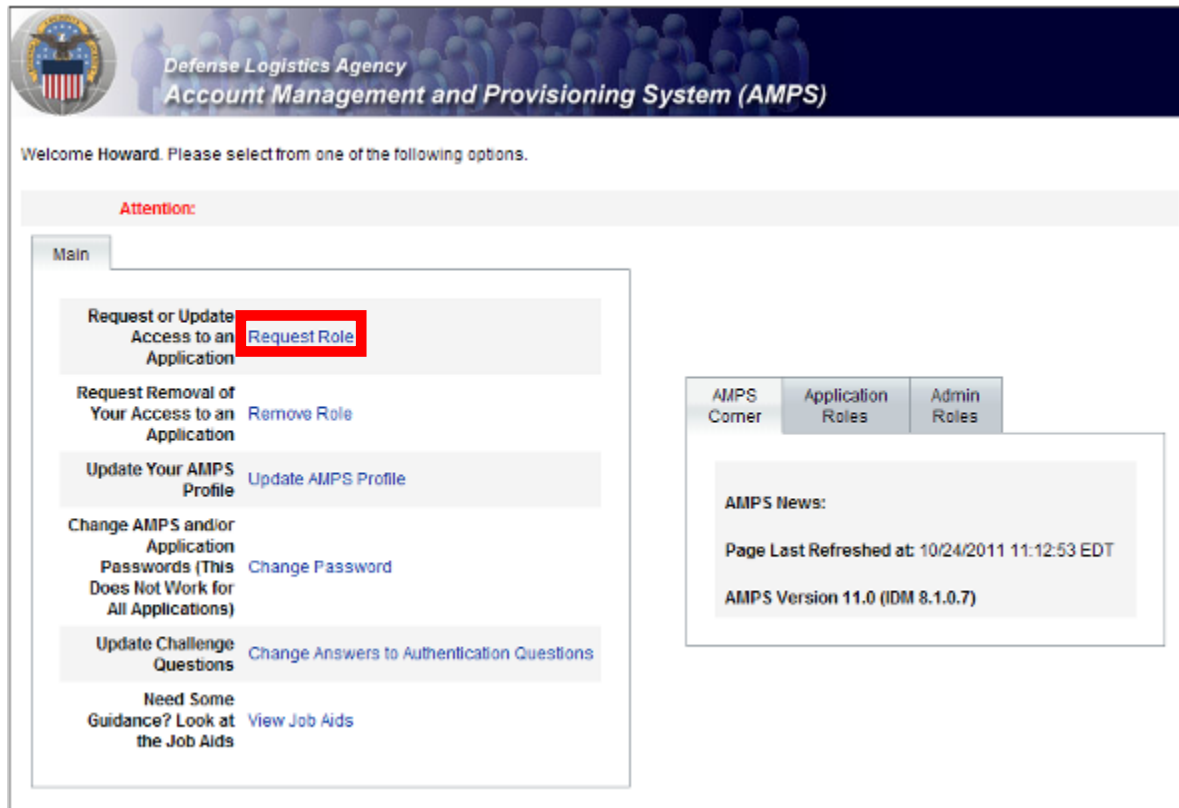 Defense Logistics Agency
Account Management and Provisioning System (AMPS)
Welcome Howard. Please select from one of the following options.
Attention:
Main
Request or Update
Access to an
Application
Request Role
Request Removal of
Your Access to an
Application
Remove Role
Update Your AMPS
Profile
Update AMPS Profile
Change AMPS and/or
Application
Passwords (This
Does Not Work for
All Applications)
Change Password
Update Challenge
Questions
Change Answers to Authentication Questions
Need Some
Guidance? Look at
the Job Aids
View Job Aids
AMPS
Corner
Application
Roles
Admin
Roles
AMPS News:
Page Last Refreshed at: 10/24/2011 11:12:53 EDT
AMPS Version 11.0 (IDM 8.1.0.7)